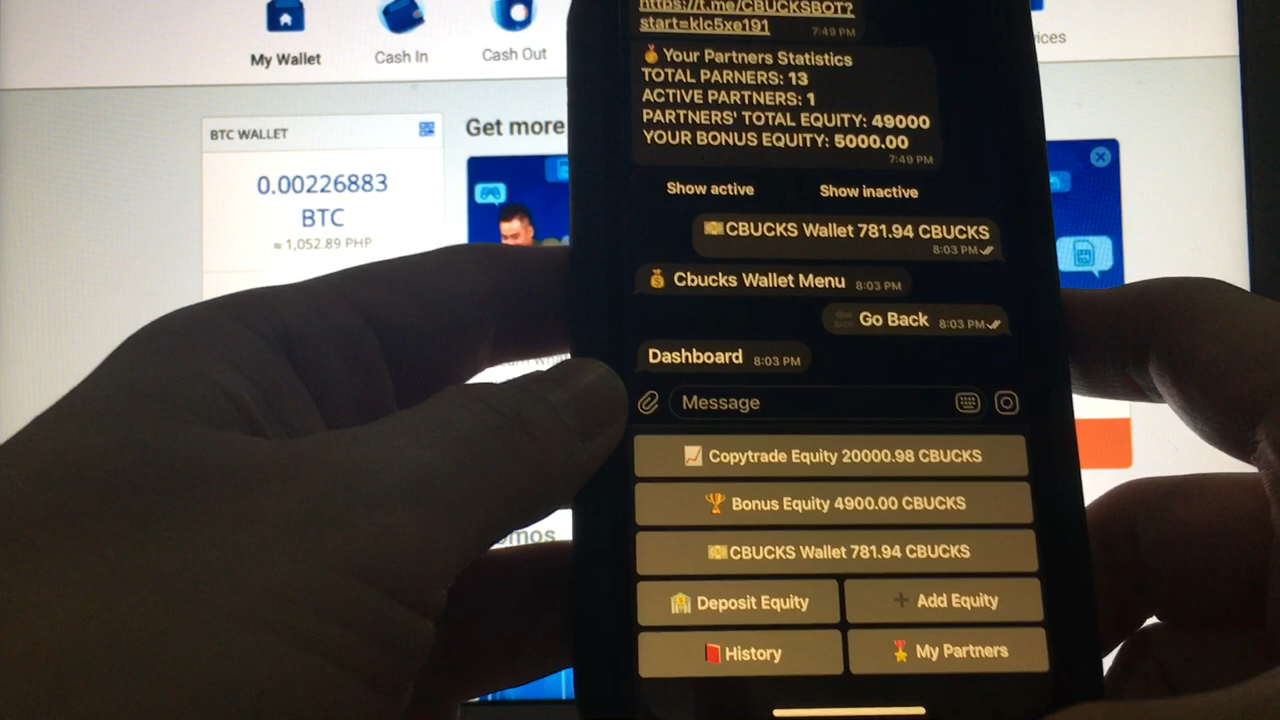 My Wallet
Cash In
Cash Out
BTC WALLET
0.00226883
BTC
≈ 1,052.89 PHP
Get more
https://t.me/CBUCKSBOT?
start=klc5xe191
7:49 PM
Your Partners Statistics
TOTAL PARNERS: 13
ACTIVE PARTNERS: 1
PARTNERS' TOTAL EQUITY: 49000
YOUR BONUS EQUITY: 5000.00
7:49 PM
Show active
Show inactive
CBUCKS Wallet 781.94 CBUCKS
8:03 PM
Cbucks Wallet Menu 8:03 PM
Go Back 8:03 PM
Dashboard 8:03 PM
Message
Copytrade Equity 20000.98 CBUCKS
Bonus Equity 4900.00 CBUCKS
CBUCKS Wallet 781.94 CBUCKS
Deposit Equity
Add Equity
History
My Partners